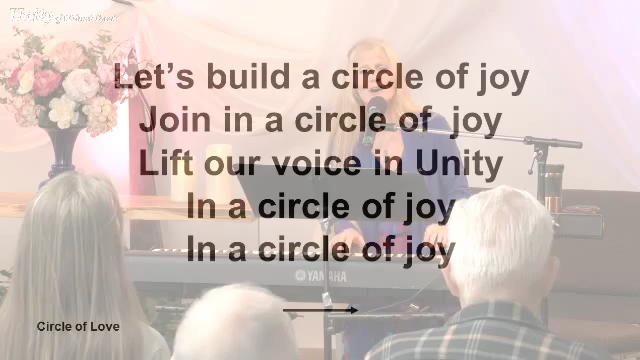 Unity
Let’s build a circle of joy
Join in a circle of  joy
Lift our voice in Unity
In a circle of joy
In a circle of joy
YAMAHA
Circle of Love